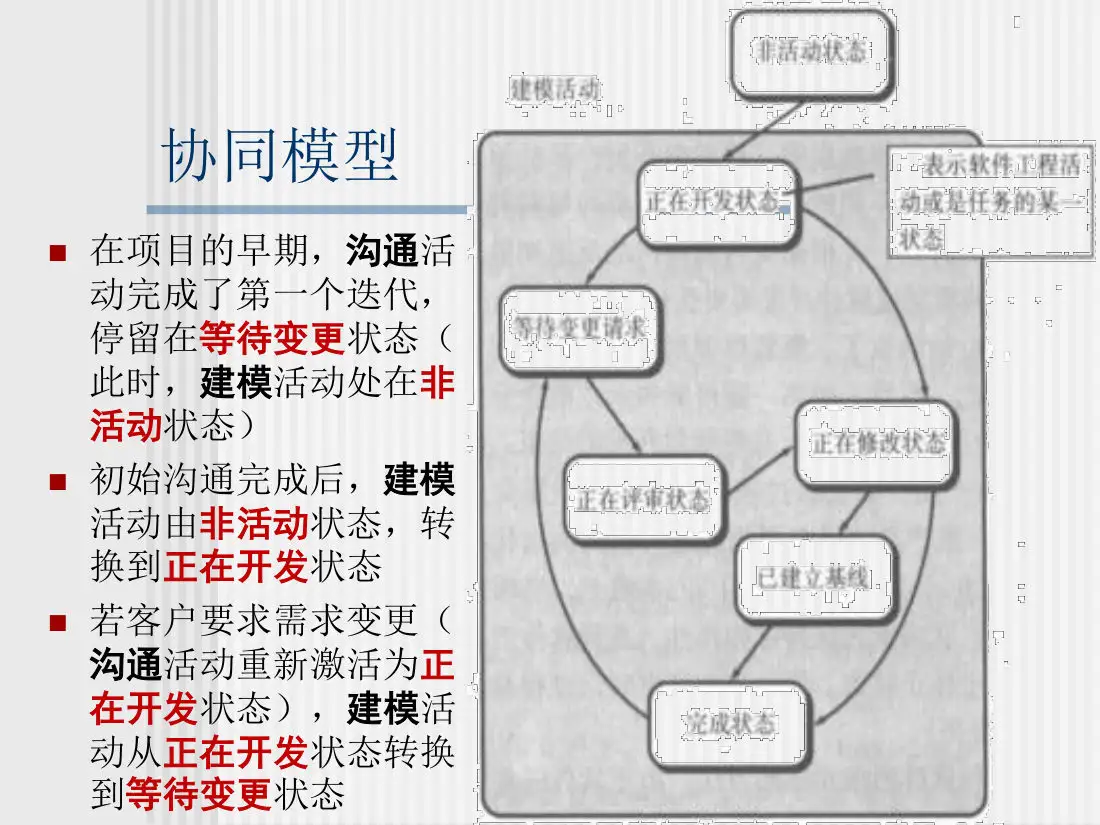 协同模型
在项目的早期，沟通活
动完成了第一个迭代，
停留在等待变更状态（
此时，建模活动处在非
活动状态）
初始沟通完成后，建模
活动由非活动状态，转
换到正在开发状态
若客户要求需求变更（
沟通活动重新激活为正
在开发状态），建模活
动从正在开发状态转换
到等待变更状态
非活动状态
建模活动
表示软件工程活
动或是任务的某一
状态
正在开发状态
等待变更请求
正在修改状态
正在评审状态
已建立基线
完成状态